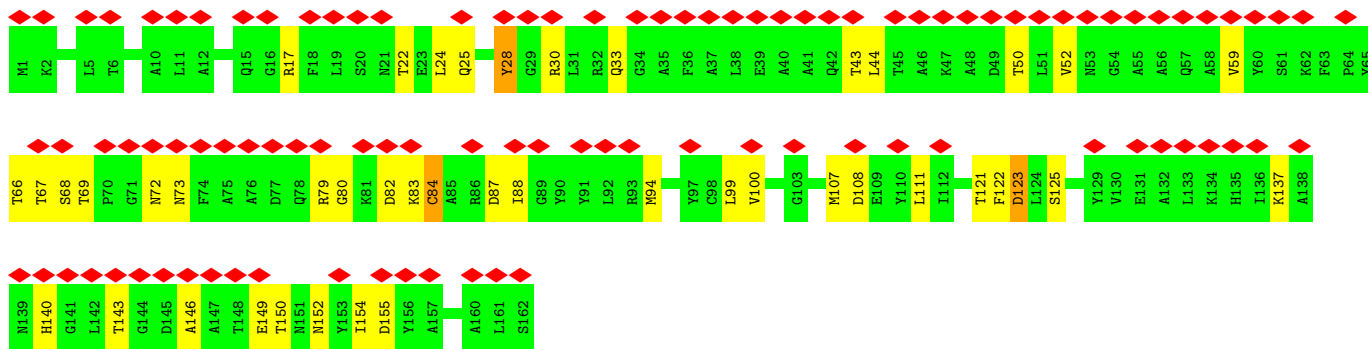 M1 K2 L5 T6 A10 L11 A12 Q15 G16 R17 F18 L19 S20 N21 T22 E23 L24 Q25 Y28 G29 R30 L31 R32 Q33 G34 A35 F36 A37 L38 E39 A40 A41 Q42 T43 L44 T45 A46 K47 A48 D49 T50 L51 V52 N53 G54 A55 A56 Q57 A58 V59 Y60 S61 K62 F63 P64 Y65
T66 T67 S68 T69 P70 G71 N72 N73 F74 A75 A76 D77 Q78 R79 G80 K81 D82 K83 C84 A85 R86 D87 I88 G89 Y90 Y91 L92 R93 M94 Y97 C98 L99 V100 G103 M107 D108 E109 Y110 L111 I112 T121 F122 D123 L124 S125 Y129 V130 E131 A132 L133 K134 H135 I136 K137 A138
N139 H140 G141 L142 T143 G144 D145 A146 A147 T148 E149 T150 N151 N152 Y153 I154 D155 Y156 A157 A160 L161 S162